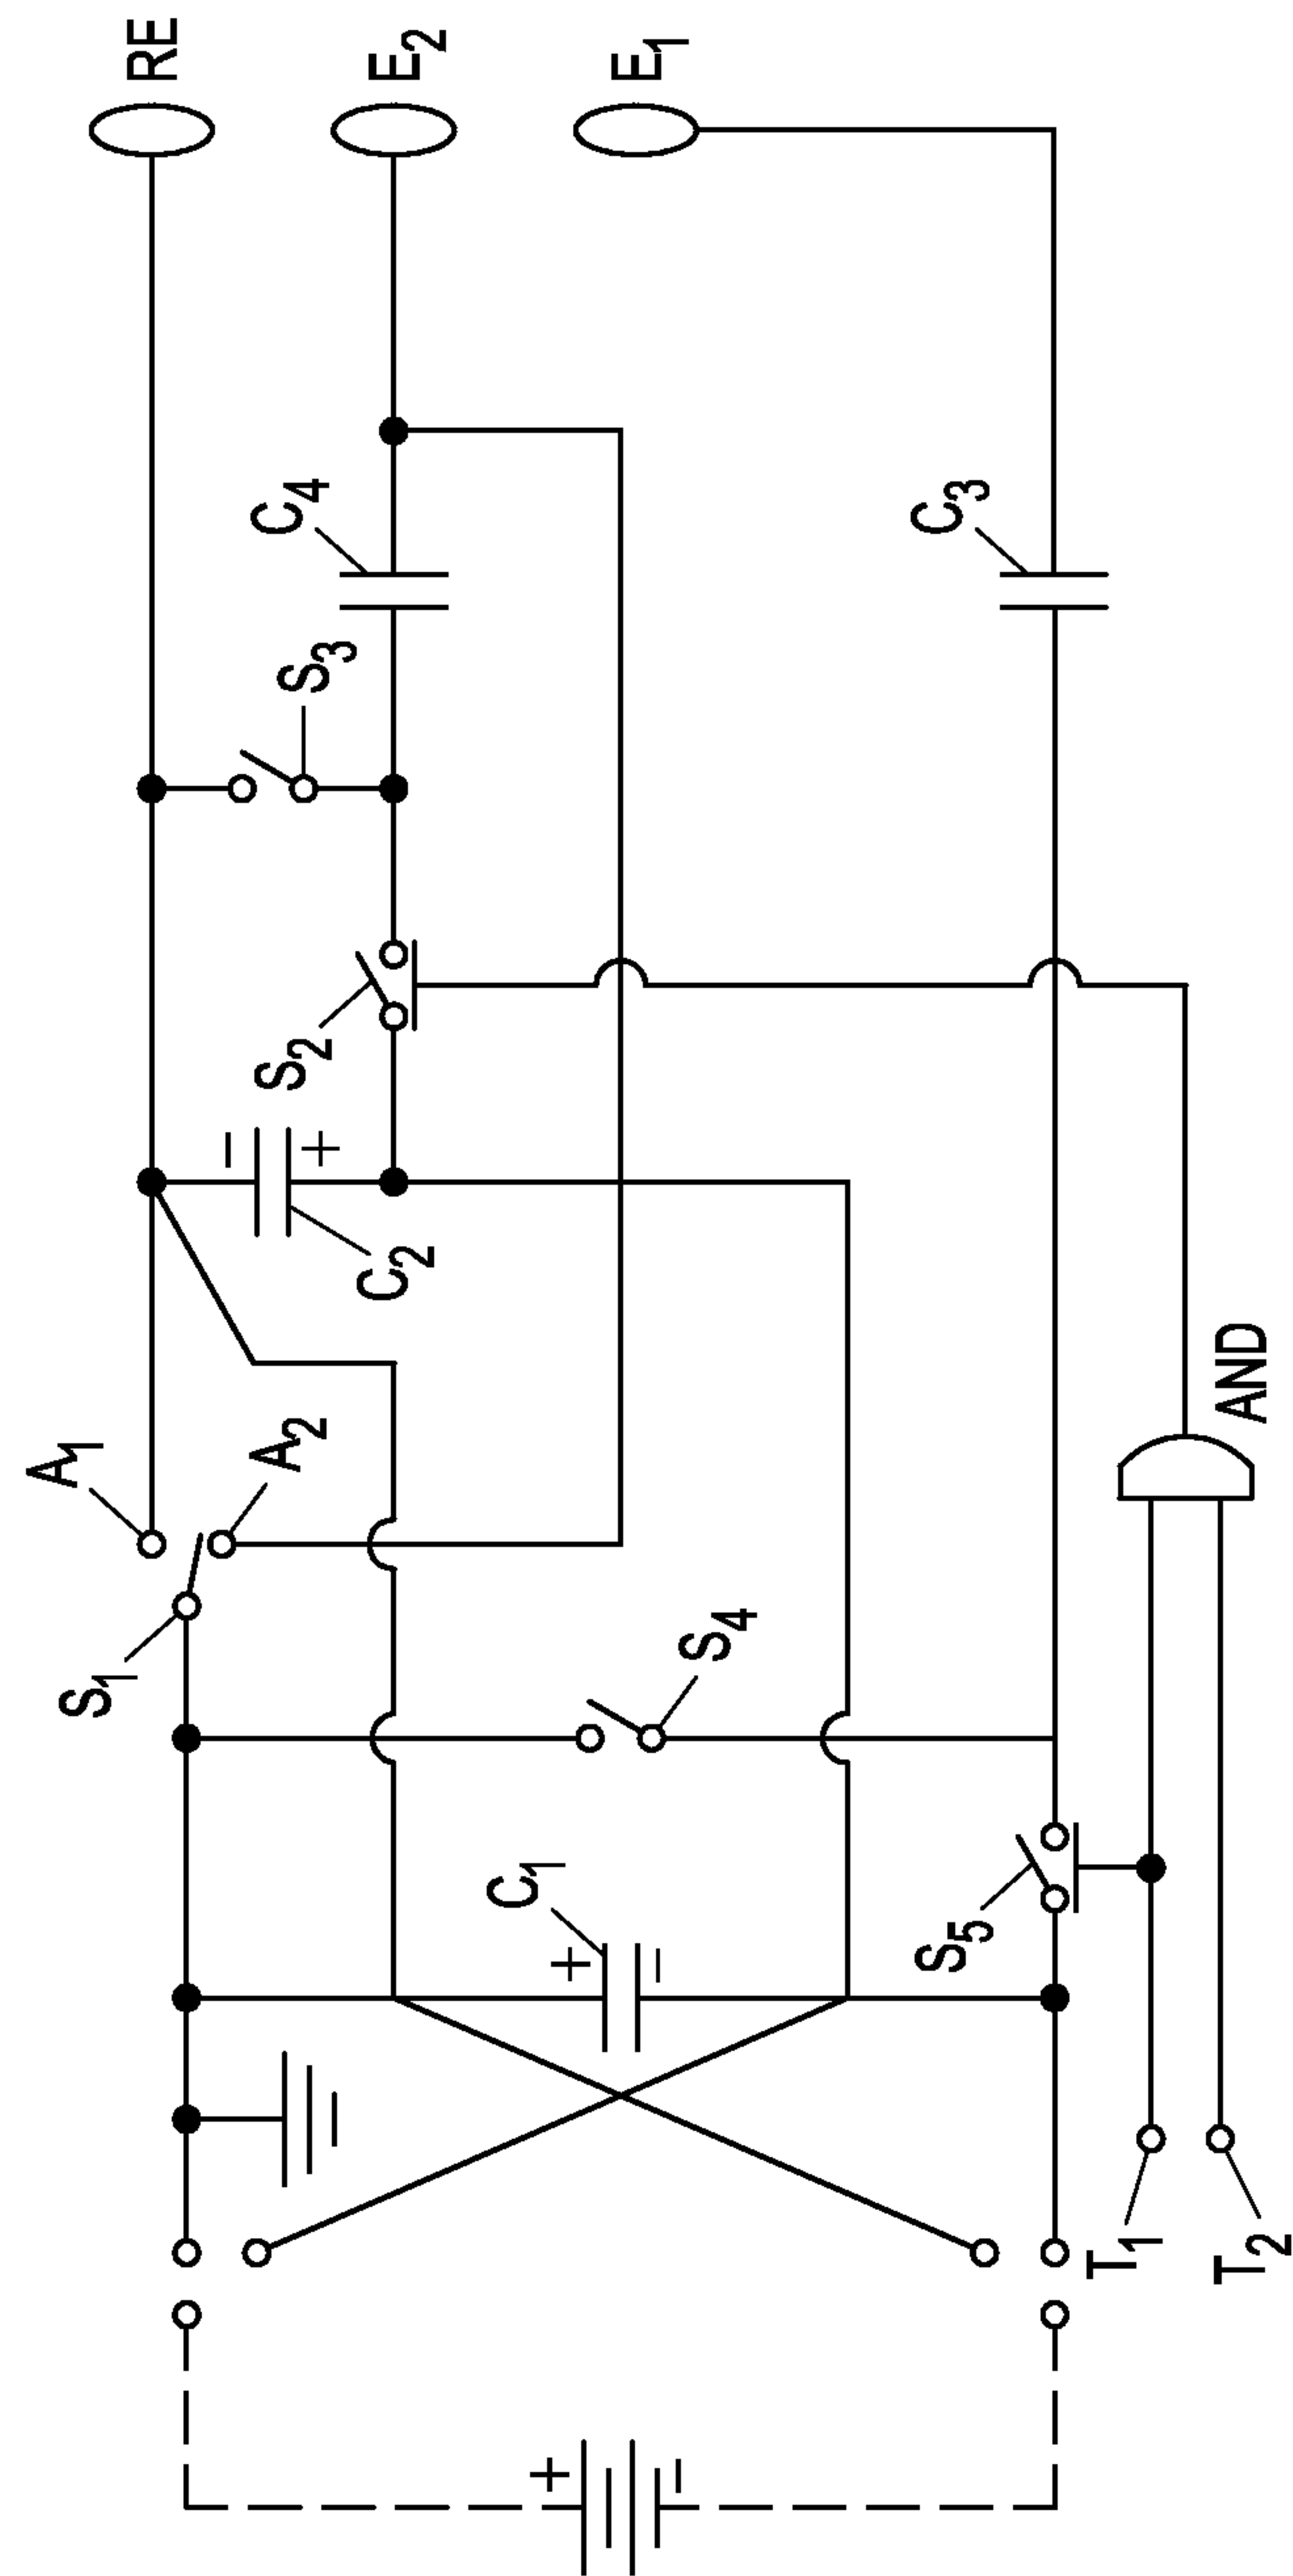 RE
E2
E1
C4
C3
S3
S2
C2
A1
A2
AND
S1
S4
C1
S5
T1
T2
+
−
+
−
+
−